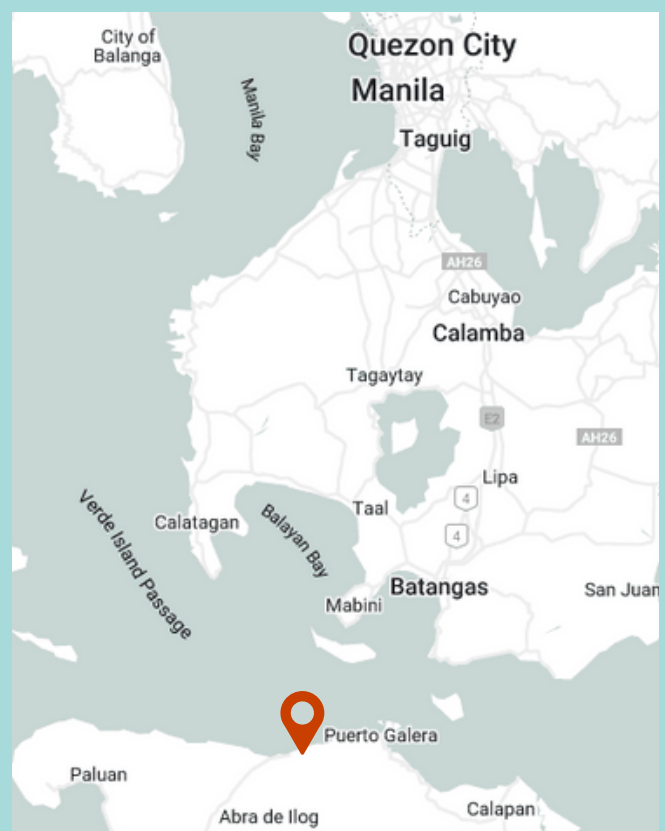 City of
Balanga
Quezon City
Manila
Manila Bay
Taguig
AH26
Cabuyao
Calamba
Tagaytay
E2
AH26
Lipa
4
Verde Island Passage
Calatagan
Balayan Bay
Taal
4
Batangas
San Juan
Mabini
Puerto Galera
Paluan
Abra de Ilog
Calapan